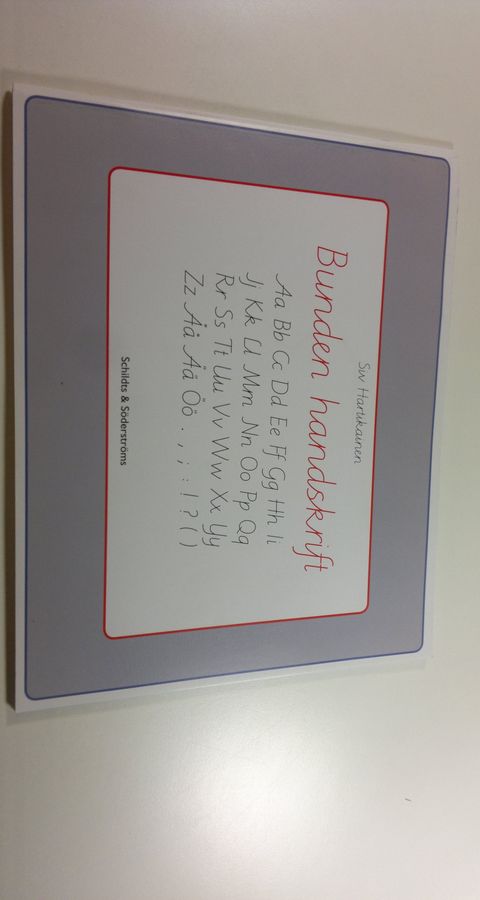 Siv Hartikainen
Bunden handskrift
Aa Bb Cc Dd Ee Ff Gg Hh Ii
Jj Kk Ll Mm Nn Oo Pp Qq
Rr Ss Tt Uu Vv Ww Xx Yy
Zz Åå Ää Öö . , ; : ! ? ( )
Schildts & Söderströms